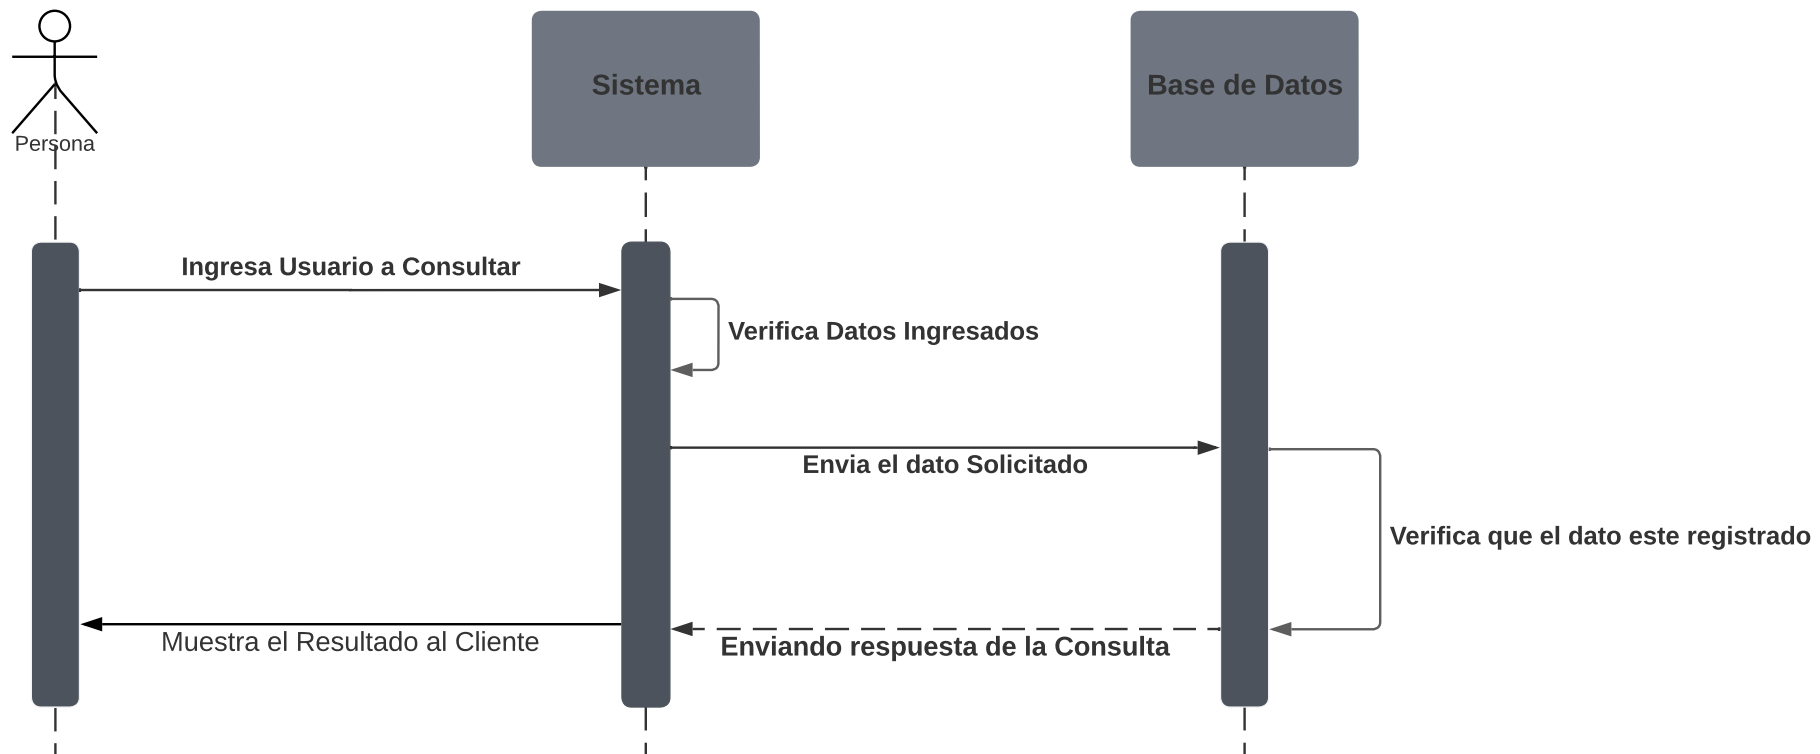 Persona
Sistema
Base de Datos
Ingresa Usuario a Consultar
Verifica Datos Ingresados
Envia el dato Solicitado
Verifica que el dato este registrado
Muestra el Resultado al Cliente
Enviando respuesta de la Consulta